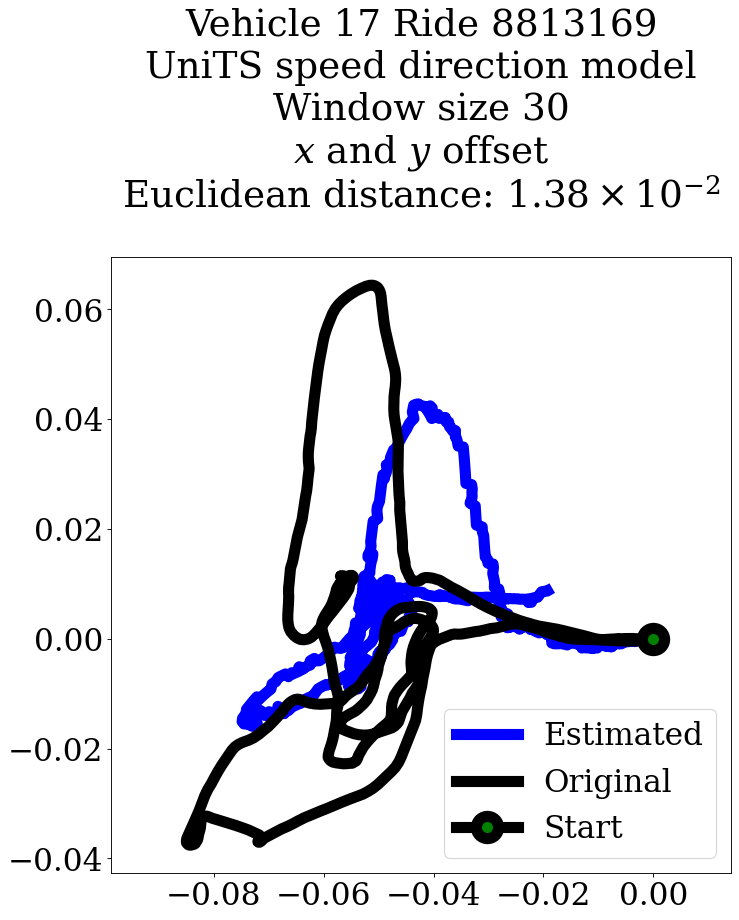 Vehicle 17 Ride 8813169
UniTS speed direction model
Window size 30
x and y offset
Euclidean distance: 1.38 × 10⁻²
0.06
0.04
0.02
0.00
−0.02
−0.04
Estimated
Original
Start
−0.08 −0.06 −0.04 −0.02 0.00